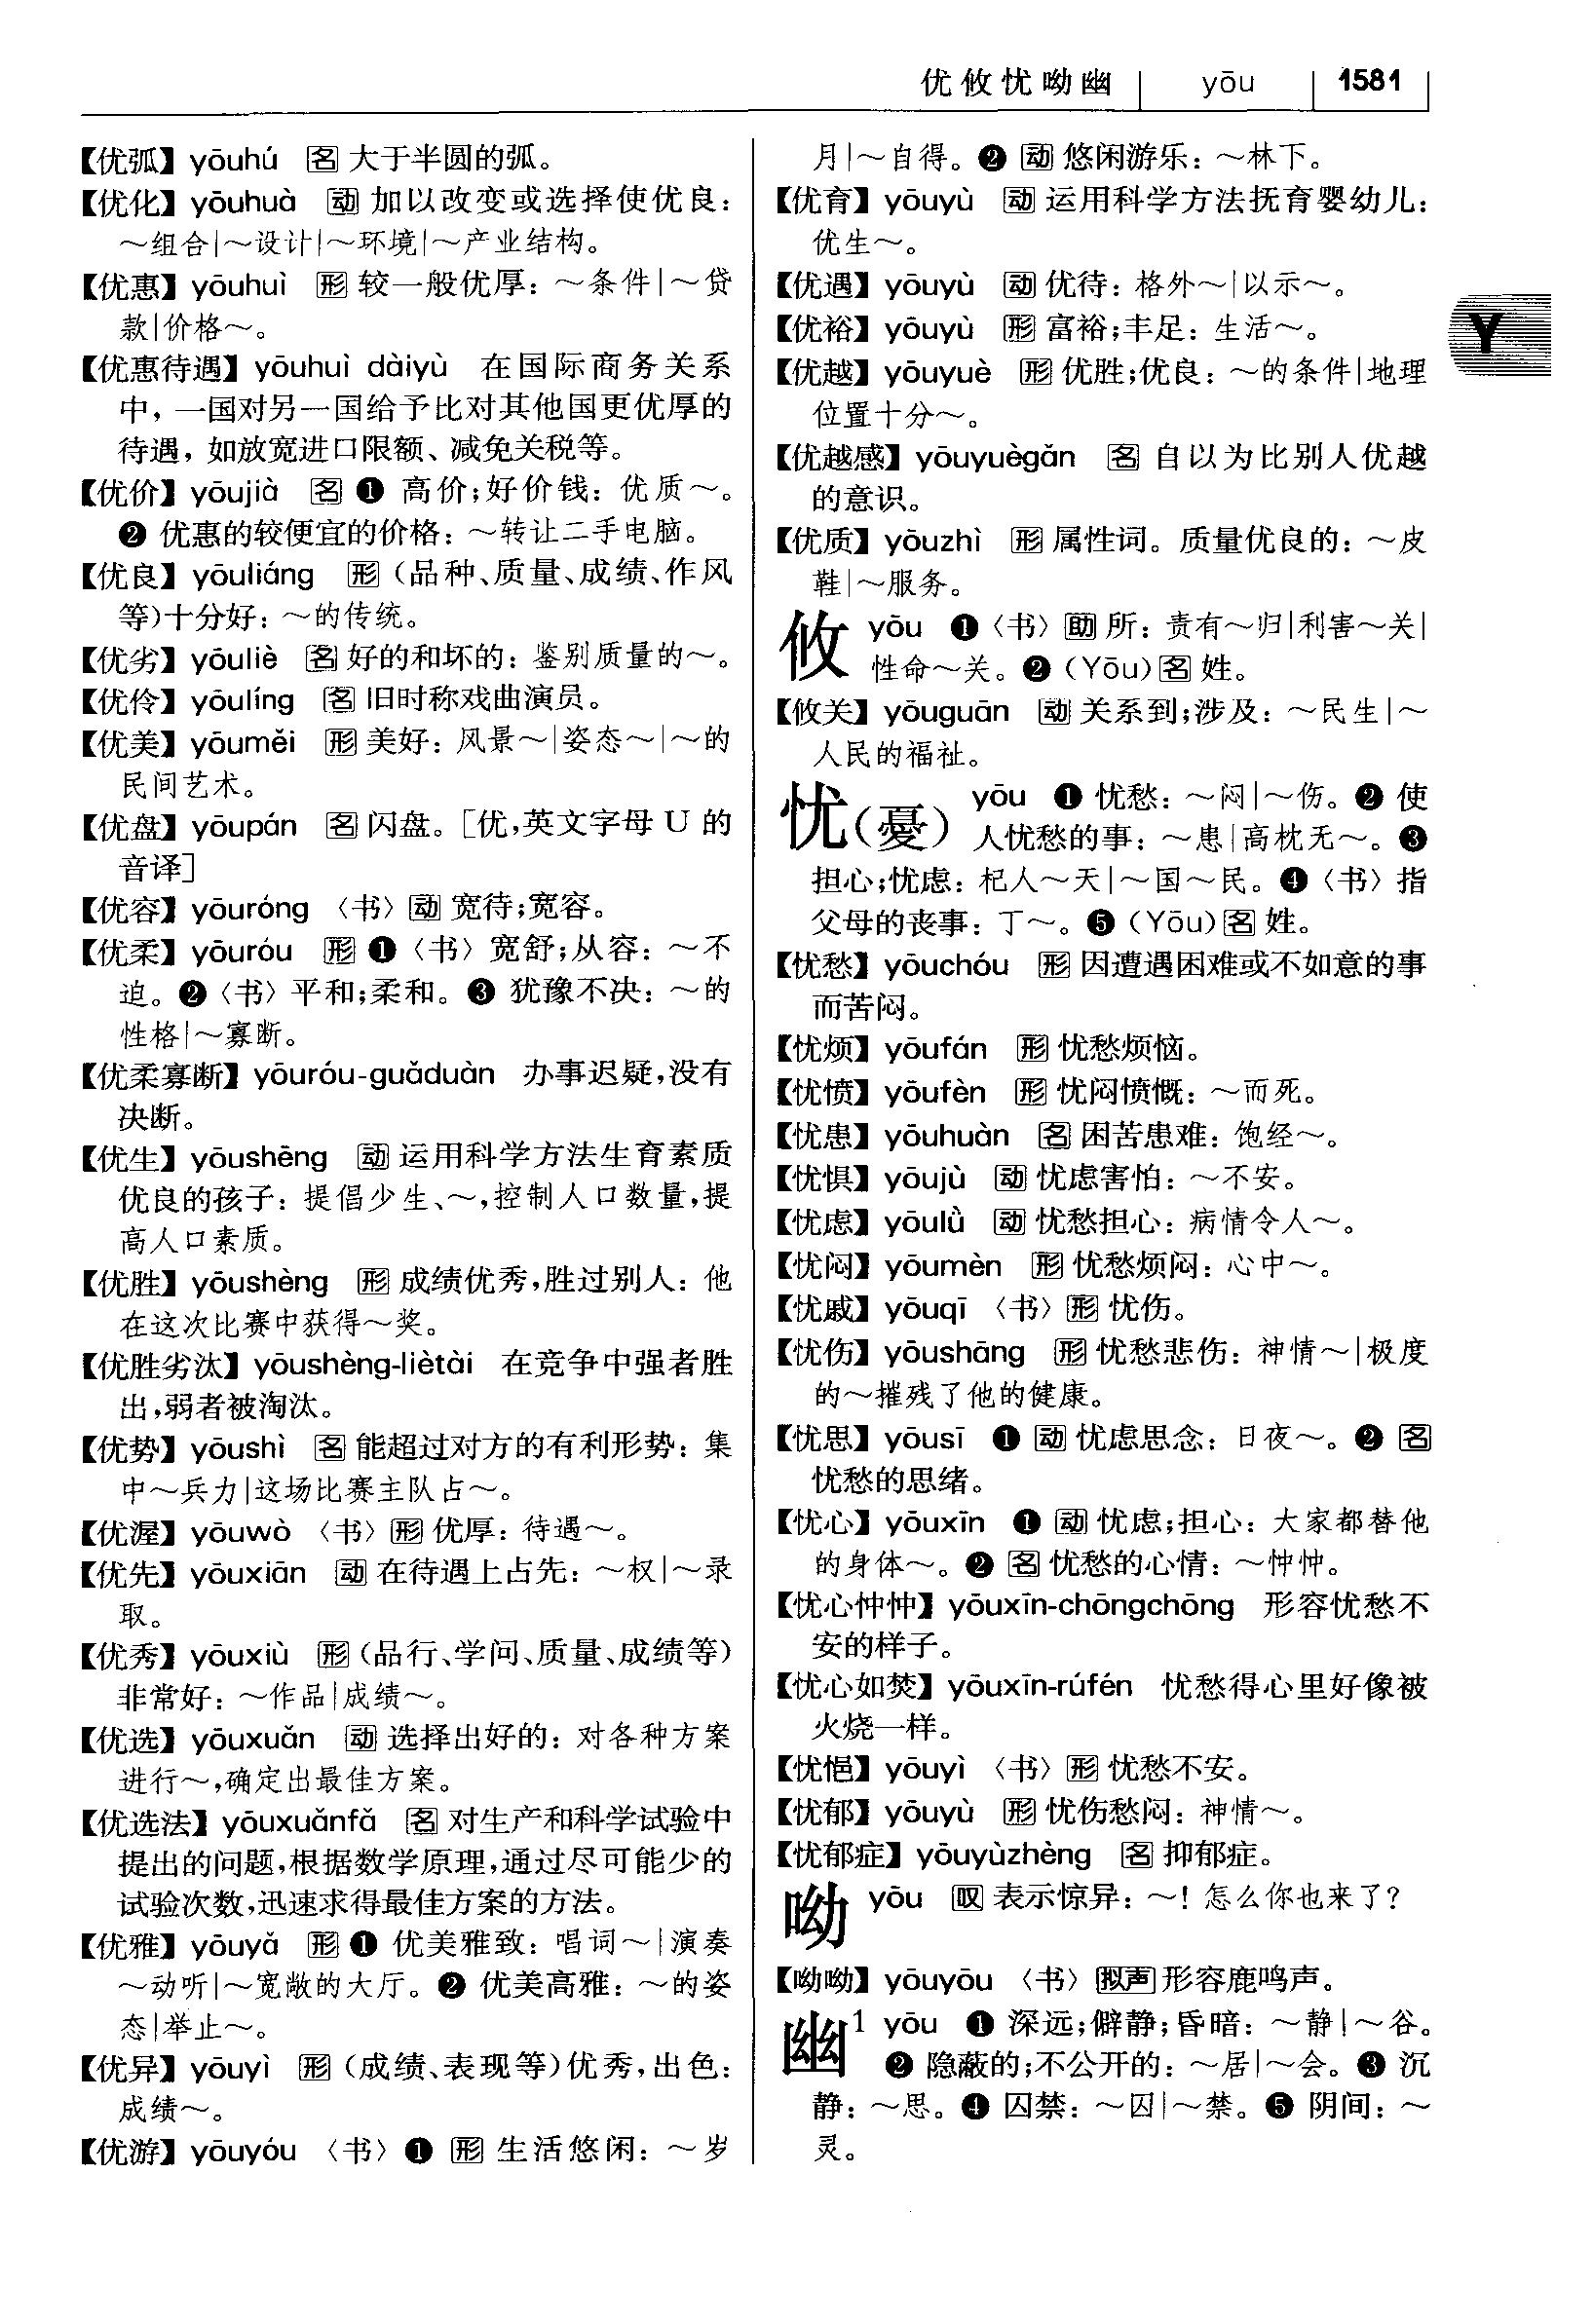 优攸忧呦幽 yōu 1581
【优弧】 yōuhú 名 大于半圆的弧。
【优化】 yōuhuà 动 加以改变或选择使优良：
～组合|～设计|～环境|～产业结构。
【优惠】 yōuhuì 形 较一般优厚：～条件|～贷
款|价格～。
【优惠待遇】 yōuhuì dàiyù 在国际商务关系
中，一国对另一国给予比对其他国更优厚的
待遇，如放宽进口限额、减免关税等。
【优价】 yōujià 名 ❶ 高价；好价钱：优质～。
❷ 优惠的较便宜的价格：～转让二手电脑。
【优良】 yōuliáng 形 （品种、质量、成绩、作风
等）十分好：～的传统。
【优劣】 yōuliè 名 好的和坏的：鉴别质量的～。
【优伶】 yōulíng 名 旧时称戏曲演员。
【优美】 yōuměi 形 美好：风景～|姿态～|～的
民间艺术。
【优盘】 yōupán 名 闪盘。[优，英文字母 U 的
音译]
【优容】 yōuróng 〈书〉 动 宽待；宽容。
【优柔】 yōuróu 形 ❶〈书〉宽舒；从容：～不
迫。❷〈书〉平和；柔和。❸ 犹豫不决：～的
性格|～寡断。
【优柔寡断】 yōuróu-guǎduàn 办事迟疑，没有
决断。
【优生】 yōushēng 动 运用科学方法生育素质
优良的孩子：提倡少生、～，控制人口数量，提
高人口素质。
【优胜】 yōushèng 形 成绩优秀，胜过别人：他
在这次比赛中获得～奖。
【优胜劣汰】 yōushèng-liètài 在竞争中强者胜
出，弱者被淘汰。
【优势】 yōushì 名 能超过对方的有利形势：集
中～兵力|这场比赛主队占～。
【优渥】 yōuwò 〈书〉 形 优厚：待遇～。
【优先】 yōuxiān 动 在待遇上占先：～权|～录
取。
【优秀】 yōuxiù 形 （品行、学问、质量、成绩等）
非常好：～作品|成绩～。
【优选】 yōuxuǎn 动 选择出好的：对各种方案
进行～，确定出最佳方案。
【优选法】 yōuxuǎnfǎ 名 对生产和科学试验中
提出的问题，根据数学原理，通过尽可能少的
试验次数，迅速求得最佳方案的方法。
【优雅】 yōuyǎ 形 ❶ 优美雅致：唱词～|演奏
～动听|～宽敞的大厅。❷ 优美高雅：～的姿
态|举止～。
【优异】 yōuyì 形 （成绩、表现等）优秀，出色：
成绩～。
【优游】 yōuyóu 〈书〉 ❶ 形 生活悠闲：～岁
月|～自得。❷ 动 悠闲游乐：～林下。
【优育】 yōuyù 动 运用科学方法抚育婴幼儿：
优生～。
【优遇】 yōuyù 动 优待：格外～|以示～。
【优裕】 yōuyù 形 富裕；丰足：生活～。
【优越】 yōuyuè 形 优胜；优良：～的条件|地理
位置十分～。
【优越感】 yōuyuègǎn 名 自以为比别人优越
的意识。
【优质】 yōuzhì 形 属性词。质量优良的：～皮
鞋|～服务。
攸 yōu ❶〈书〉 助 所：责有～归|利害～关|
性命～关。❷（Yōu） 名 姓。
【攸关】 yōuguān 动 关系到；涉及：～民生|～
人民的福祉。
忧（憂） yōu ❶ 忧愁：～闷|～伤。❷ 使
人忧愁的事：～患|高枕无～。❸
担心；忧虑：杞人～天|～国～民。❹〈书〉指
父母的丧事：丁～。❺（Yōu） 名 姓。
【忧愁】 yōuchóu 形 因遭遇困难或不如意的事
而苦闷。
【忧烦】 yōufán 形 忧愁烦恼。
【忧愤】 yōufèn 形 忧闷愤慨：～而死。
【忧患】 yōuhuàn 名 困苦患难：饱经～。
【忧惧】 yōujù 动 忧虑害怕：～不安。
【忧虑】 yōulǜ 动 忧愁担心：病情令人～。
【忧闷】 yōumèn 形 忧愁烦闷：心中～。
【忧戚】 yōuqī 〈书〉 形 忧伤。
【忧伤】 yōushāng 形 忧愁悲伤：神情～|极度
的～摧残了他的健康。
【忧思】 yōusī ❶ 动 忧虑思念：日夜～。❷ 名
忧愁的思绪。
【忧心】 yōuxīn ❶ 动 忧虑；担心：大家都替他
的身体～。❷ 名 忧愁的心情：～忡忡。
【忧心忡忡】 yōuxīn-chōngchōng 形容忧愁不
安的样子。
【忧心如焚】 yōuxīn-rúfén 忧愁得心里好像被
火烧一样。
【忧悒】 yōuyì 〈书〉 形 忧愁不安。
【忧郁】 yōuyù 形 忧伤愁闷：神情～。
【忧郁症】 yōuyùzhèng 名 抑郁症。
Y
呦 yōu 叹 表示惊异：～！怎么你也来了？
【呦呦】 yōuyōu 〈书〉 拟声 形容鹿鸣声。
幽1 yōu ❶ 深远；僻静；昏暗：～静|～谷。
❷ 隐蔽的；不公开的：～居|～会。❸ 沉
静：～思。❹ 囚禁：～囚|～禁。❺ 阴间：～
灵。